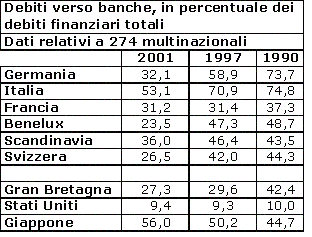 Debiti verso banche, in percentuale dei
debiti finanziari totali
Dati relativi a 274 multinazionali
2001 1997 1990
Germania 32,1 58,9 73,7
Italia 53,1 70,9 74,8
Francia 31,2 31,4 37,3
Benelux 23,5 47,3 48,7
Scandinavia 36,0 46,4 43,5
Svizzera 26,5 42,0 44,3
Gran Bretagna 27,3 29,6 42,4
Stati Uniti 9,4 9,3 10,0
Giappone 56,0 50,2 44,7